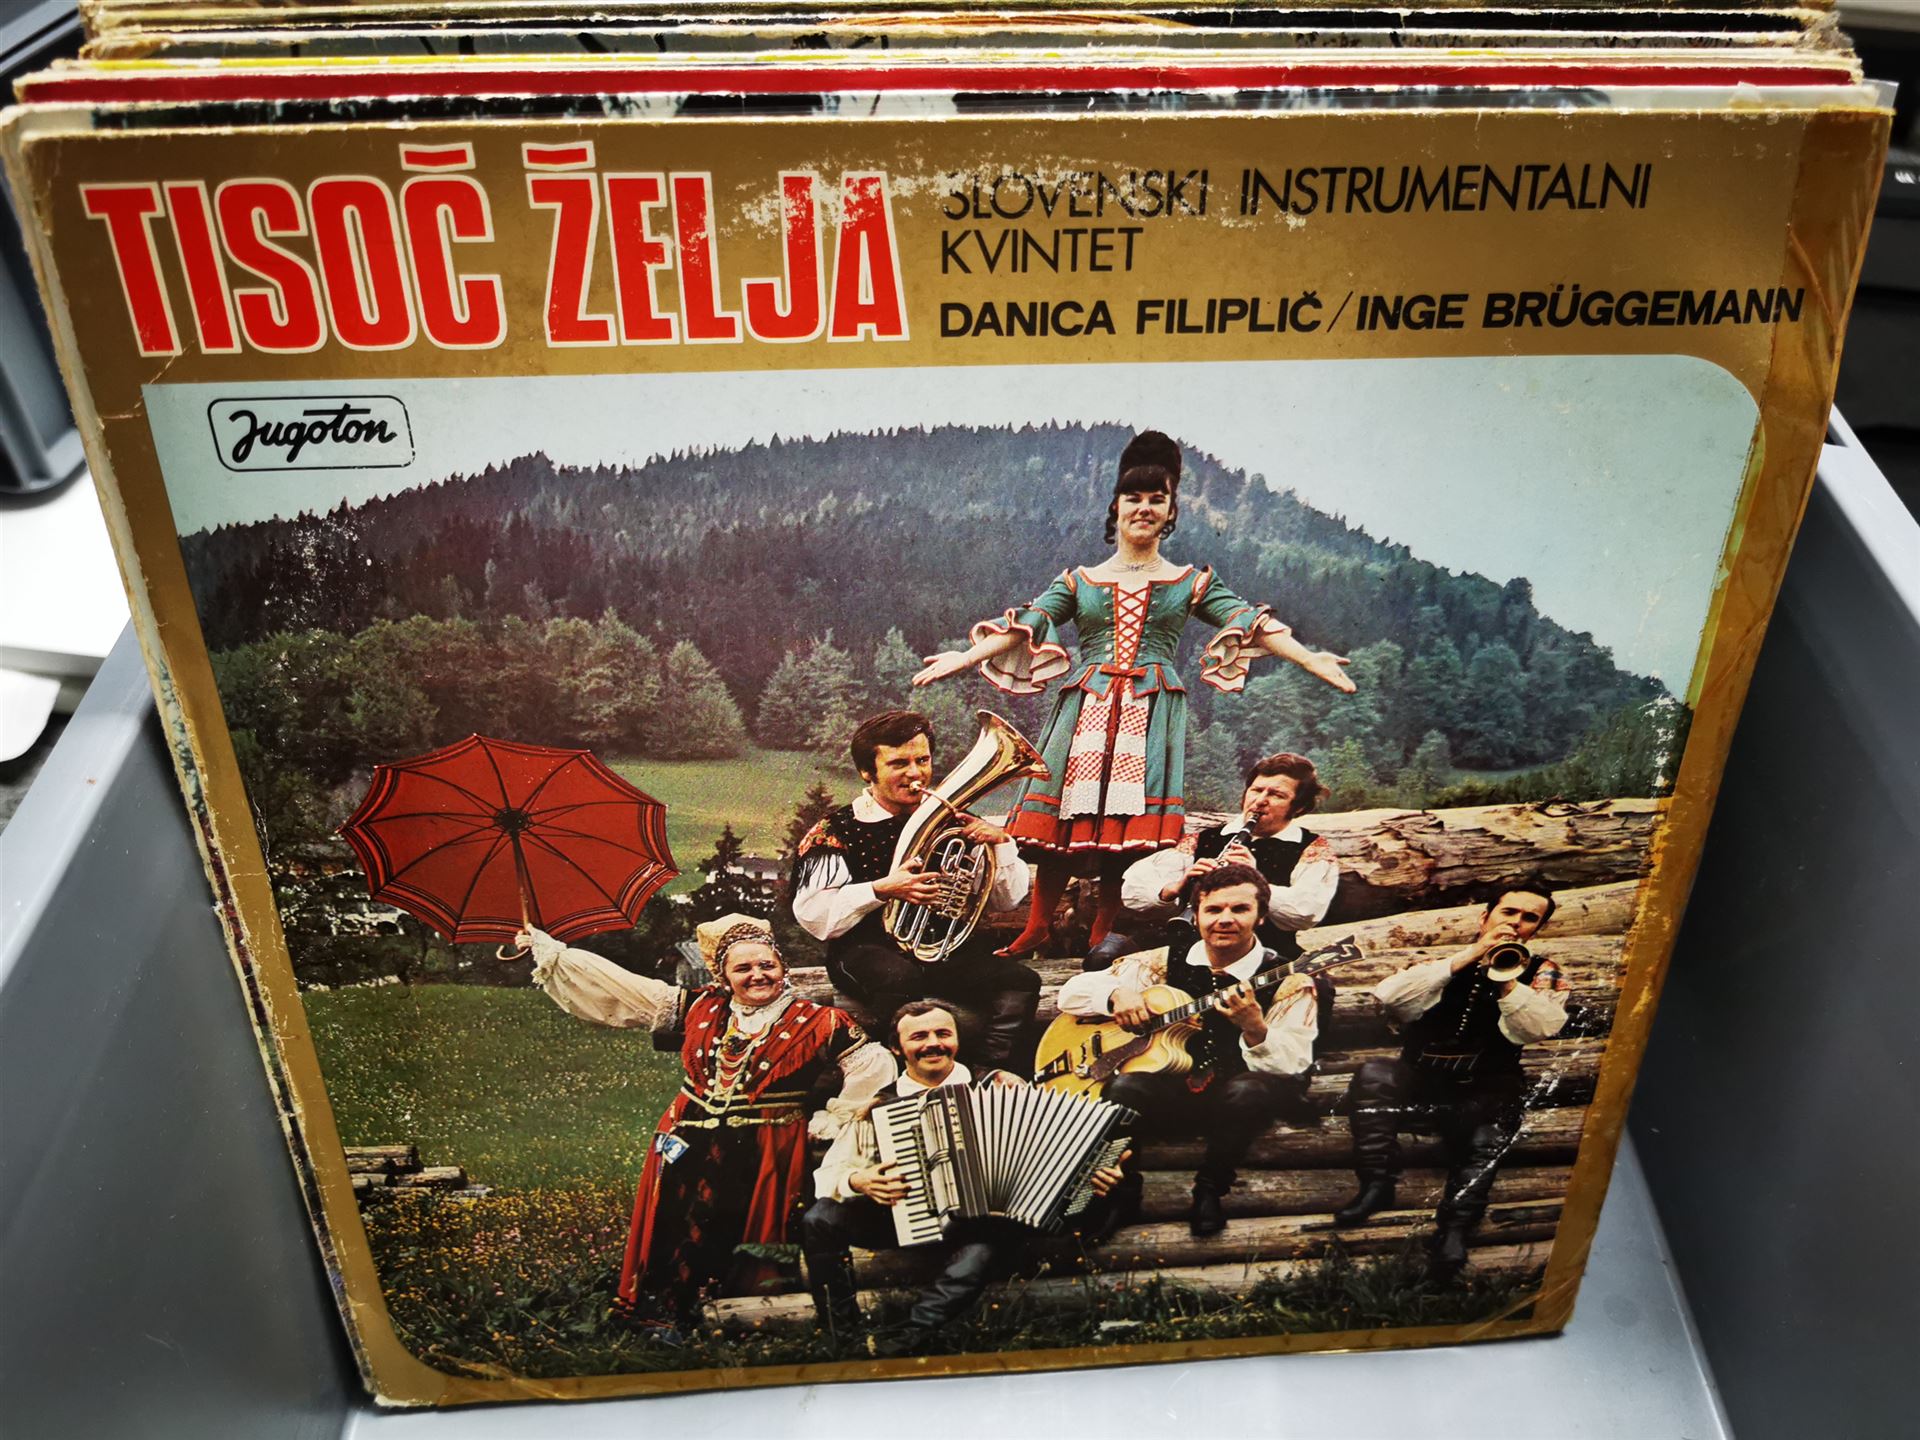 TISOČ ŽELJA
SLOVENSKI INSTRUMENTALNI
KVINTET
DANICA FILIPLIČ/INGE BRÜGGEMANN
Jugoton